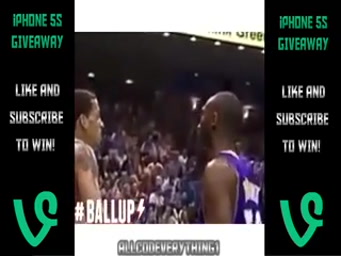 iPHONE 5S
GIVEAWAY
LIKE AND
SUBSCRIBE
TO WIN!
#BALLUP
ALLCODEVERYTHING1
iPHONE 5S
GIVEAWAY
LIKE AND
SUBSCRIBE
TO WIN!